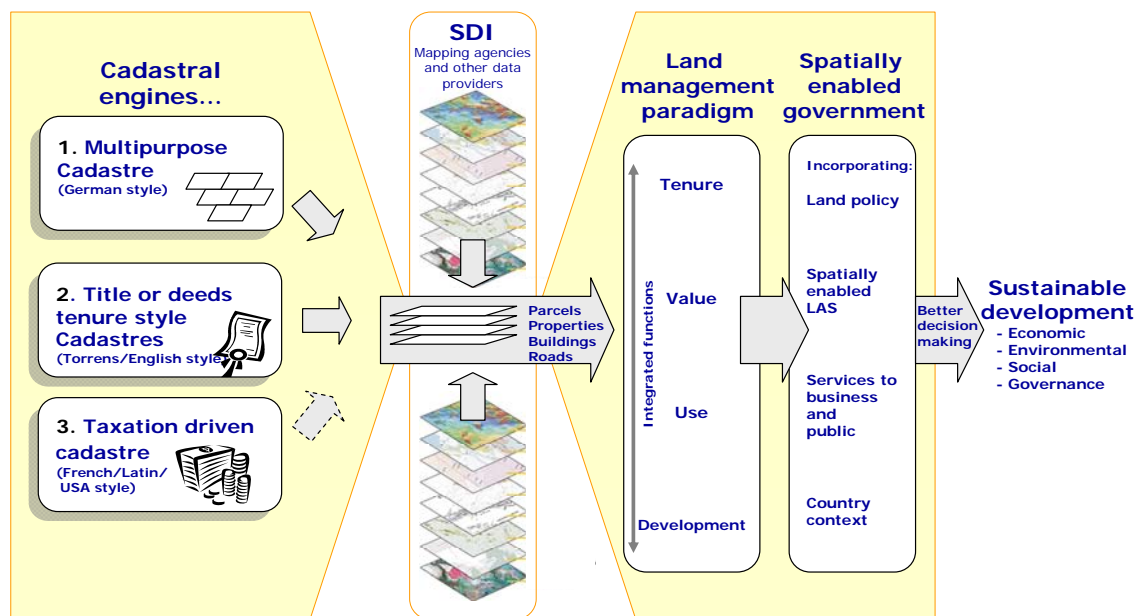 Cadastral
engines...
1. Multipurpose
Cadastre
(German style)
2. Title or deeds
tenure style
Cadastres
(Torrens/English style)
3. Taxation driven
cadastre
(French/Latin/
USA style)
SDI
Mapping agencies
and other data
providers
Parcels
Properties
Buildings
Roads
Land
management
paradigm
Integrated functions
Tenure
Value
Use
Development
Spatially
enabled
government
Incorporating:
Land policy
Spatially
enabled
LAS
Services to
business
and
public
Country
context
Better
decision
making
Sustainable
development
- Economic
- Environmental
- Social
- Governance